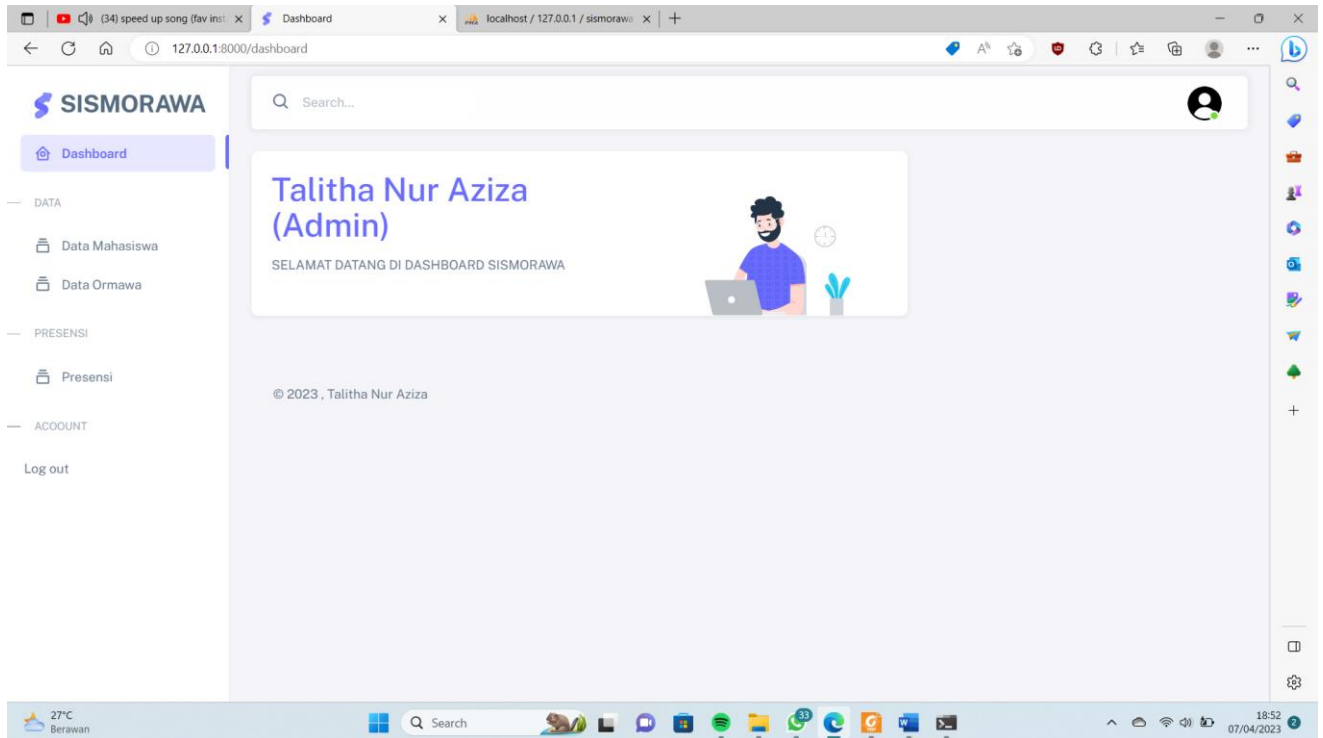 (34) speed up song (fav inst
Dashboard
localhost / 127.0.0.1 / sismorawa
127.0.0.1:8000/dashboard
SISMORAWA
Search...
Dashboard
Talitha Nur Aziza
(Admin)
SELAMAT DATANG DI DASHBOARD SISMORAWA
DATA
Data Mahasiswa
Data Ormawa
PRESENSI
Presensi
© 2023 , Talitha Nur Aziza
ACOOUNT
Log out
27°C
Berawan
Search
33
18:52
07/04/2023
2